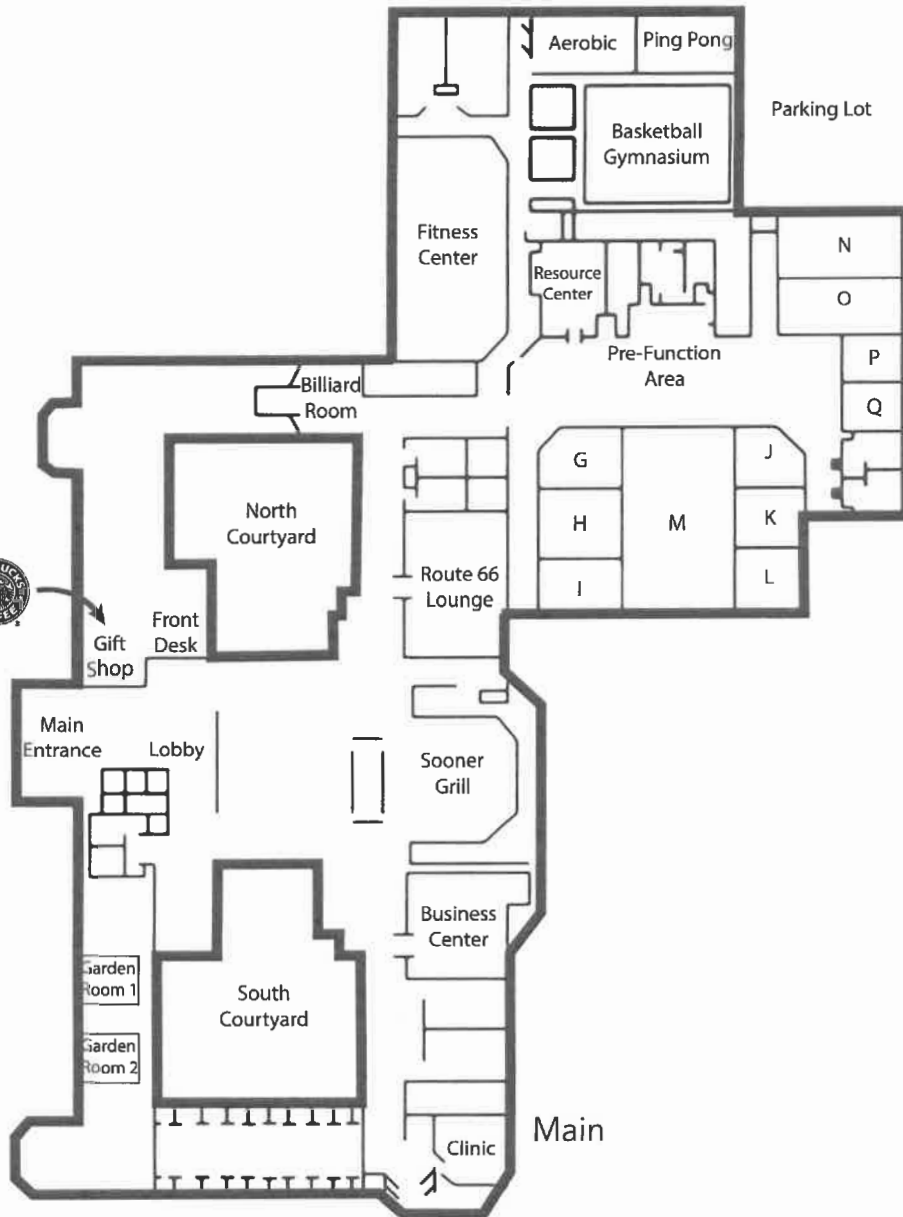 Aerobic
Ping Pong
Parking Lot
Basketball
Gymnasium
Fitness
Center
Resource
Center
N
O
Pre-Function
Area
P
Q
Billiard
Room
G
J
H
M
K
I
L
North
Courtyard
Route 66
Lounge
Gift
Shop
Front
Desk
Main
Entrance
Lobby
Sooner
Grill
Business
Center
Garden
Room 1
South
Courtyard
Garden
Room 2
Clinic
Main